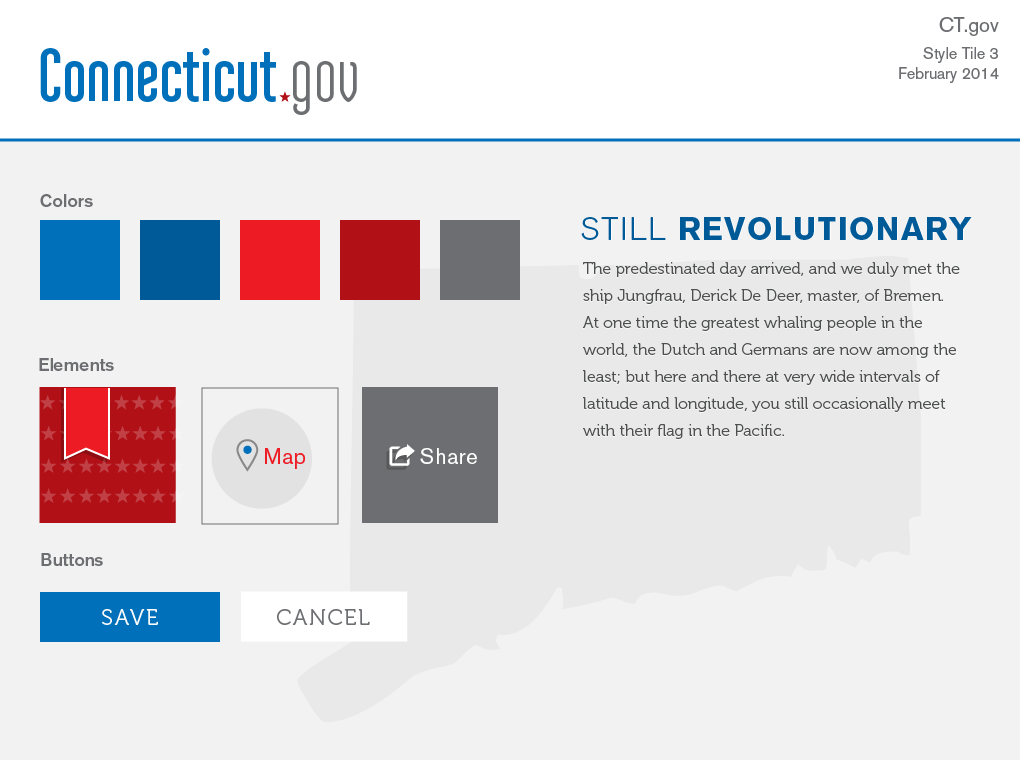 CT.gov
Style Tile 3
February 2014
Connecticut.gov
Colors
STILL REVOLUTIONARY
The predestinated day arrived, and we duly met the
ship Jungfrau, Derick De Deer, master, of Bremen.
At one time the greatest whaling people in the
world, the Dutch and Germans are now among the
least; but here and there at very wide intervals of
latitude and longitude, you still occasionally meet
with their flag in the Pacific.
Elements
Map
Share
Buttons
SAVE
CANCEL